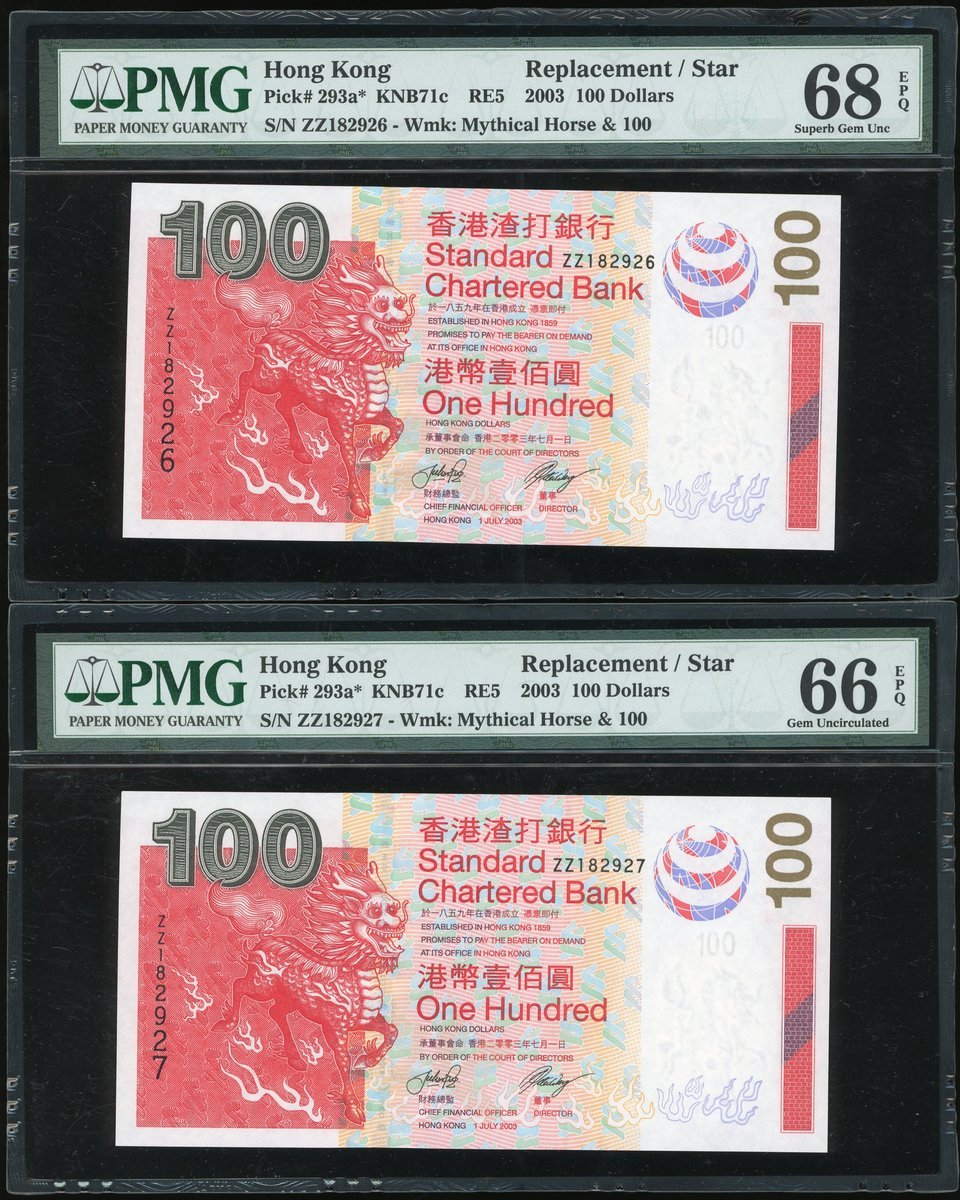 PMG
PAPER MONEY GUARANTY
Hong Kong Replacement / Star
Pick# 293a* KNB71c RE5 2003 100 Dollars
S/N ZZ182926 - Wmk: Mythical Horse & 100
68 EPQ
Superb Gem Unc
100
ZZ182926
香港渣打銀行
Standard ZZ182926
Chartered Bank
於一八五九年在香港成立 憑票即付
ESTABLISHED IN HONG KONG 1859
PROMISES TO PAY THE BEARER ON DEMAND
AT ITS OFFICE IN HONG KONG
港幣壹佰圓
One Hundred
HONG KONG DOLLARS
承董事會命 香港二零零三年七月一日
BY ORDER OF THE COURT OF DIRECTORS
財務總監 董事
CHIEF FINANCIAL OFFICER DIRECTOR
HONG KONG 1 JULY 2003
100
100
PMG
PAPER MONEY GUARANTY
Hong Kong Replacement / Star
Pick# 293a* KNB71c RE5 2003 100 Dollars
S/N ZZ182927 - Wmk: Mythical Horse & 100
66 EPQ
Gem Uncirculated
100
ZZ182927
香港渣打銀行
Standard ZZ182927
Chartered Bank
於一八五九年在香港成立 憑票即付
ESTABLISHED IN HONG KONG 1859
PROMISES TO PAY THE BEARER ON DEMAND
AT ITS OFFICE IN HONG KONG
港幣壹佰圓
One Hundred
HONG KONG DOLLARS
承董事會命 香港二零零三年七月一日
BY ORDER OF THE COURT OF DIRECTORS
財務總監 董事
CHIEF FINANCIAL OFFICER DIRECTOR
HONG KONG 1 JULY 2003
100
100